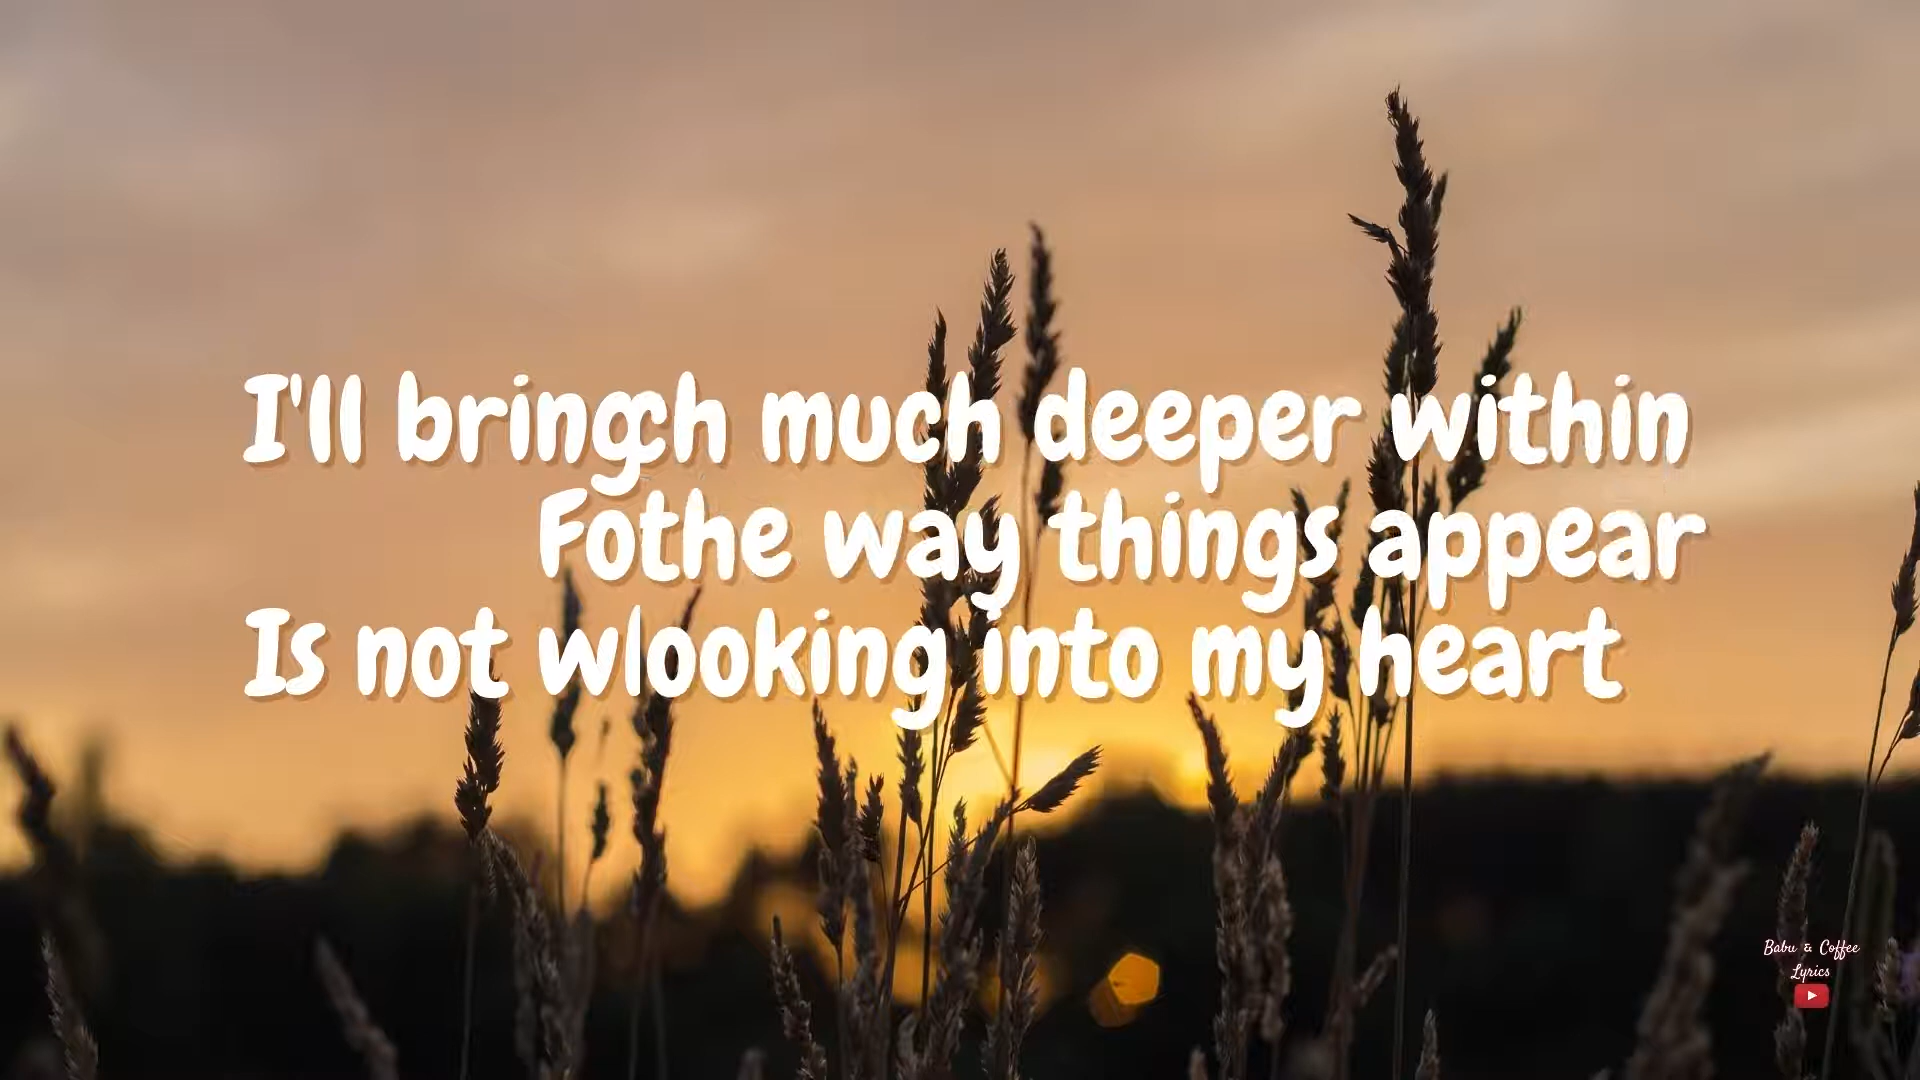 I'll bringch much deeper within
Fothe way things appear
Is not wlooking into my heart
Babu & Coffee
Lyrics